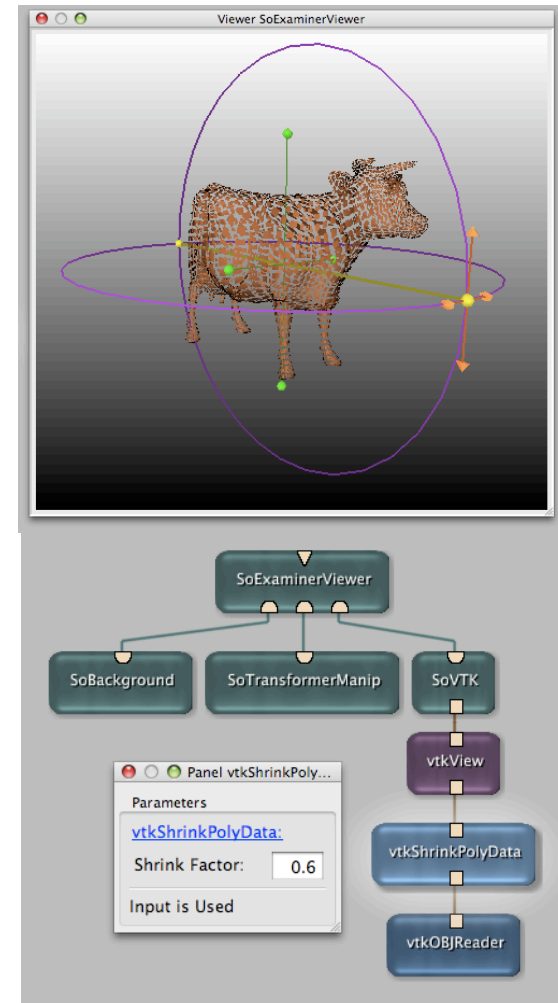 Viewer SoExaminerViewer
SoExaminerViewer
SoBackground
SoTransformerManip
SoVTK
vtkView
Panel vtkShrinkPoly...
Parameters
vtkShrinkPolyData:
Shrink Factor: 0.6
Input is Used
vtkShrinkPolyData
vtkOBJReader